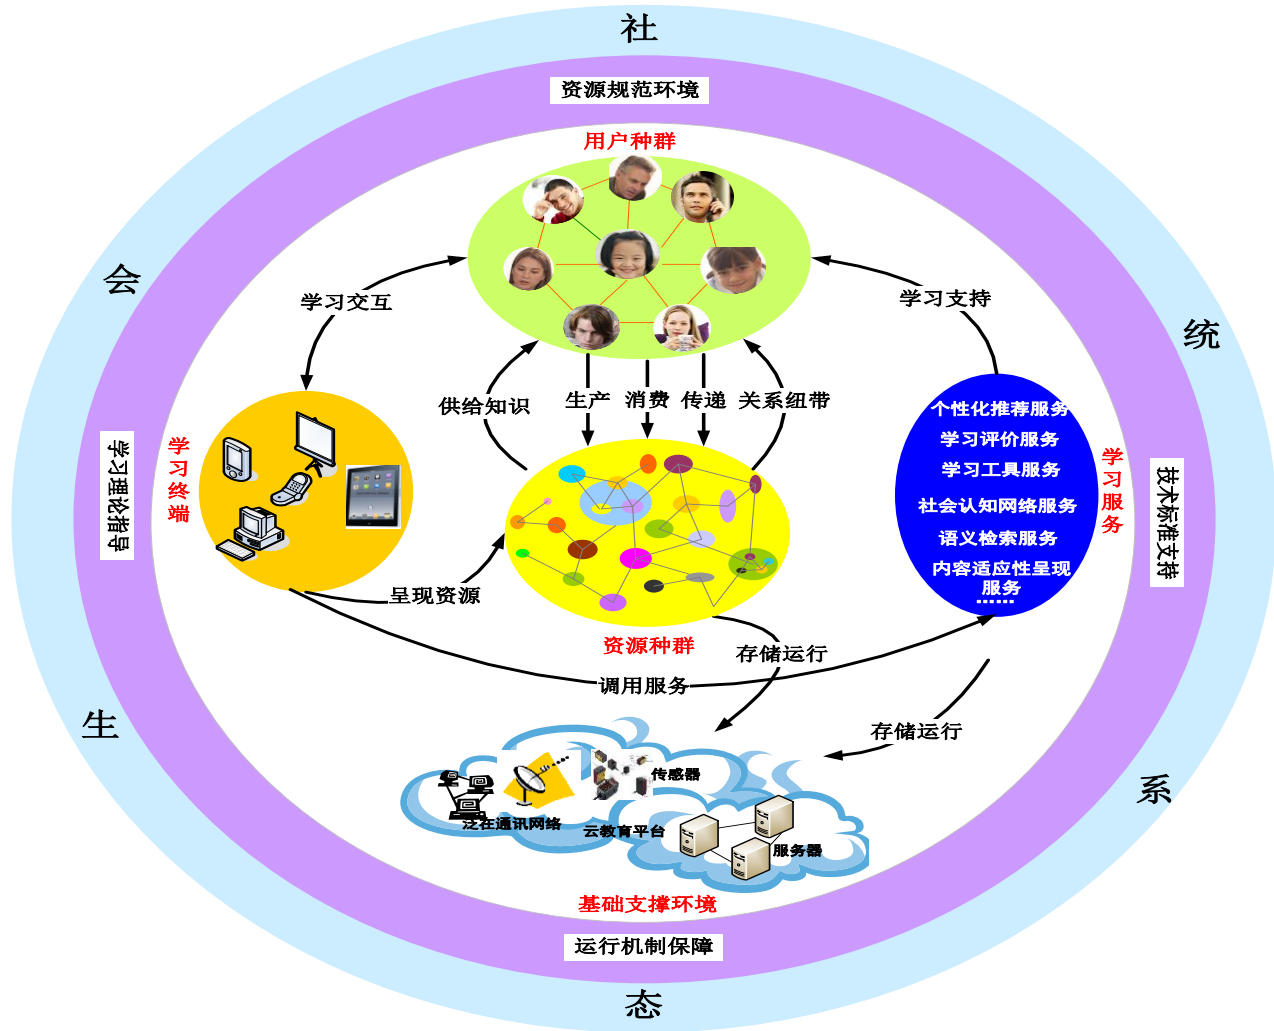 社
会
生
态
系
统
资源规范环境
用户种群
学习交互
学习支持
供给知识
生产
消费
传递
关系纽带
学习理论指导
学习终端
个性化推荐服务
学习评价服务
学习工具服务
社会认知网络服务
语义检索服务
内容适应性呈现
服务
……
学习服务
技术标准支持
呈现资源
资源种群
存储运行
调用服务
存储运行
传感器
泛在通讯网络
云教育平台
服务器
基础支撑环境
运行机制保障